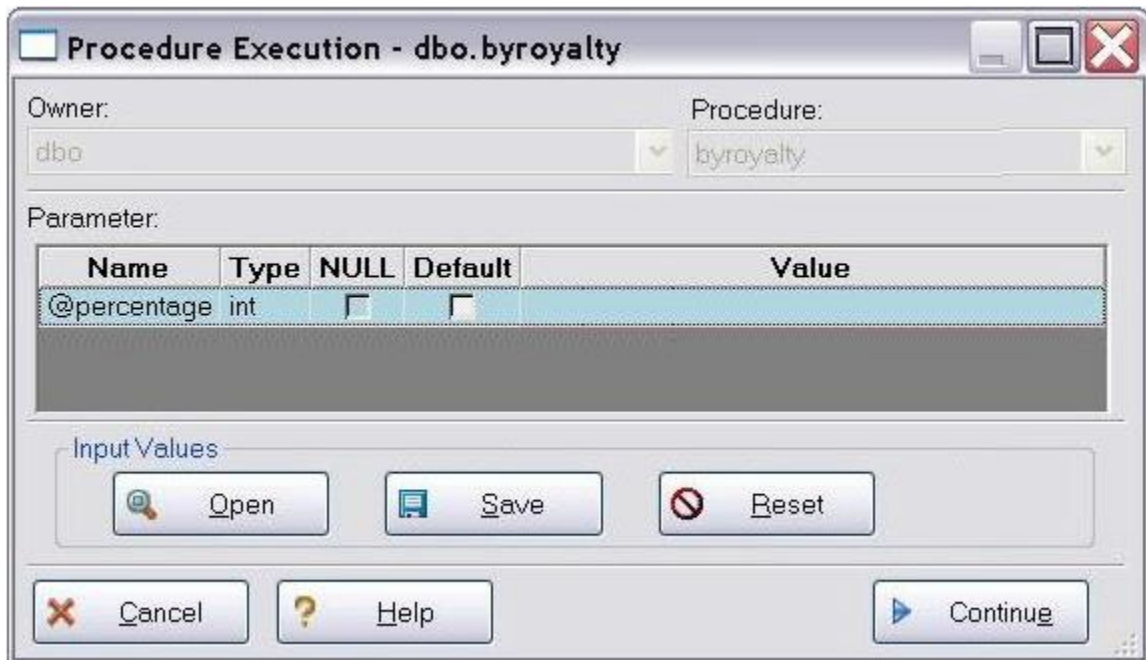 Procedure Execution - dbo.byroyalty
Owner: Procedure:
dbo byroyalty
Parameter:
Name Type NULL Default Value
@percentage int
Input Values
Open Save Reset
Cancel Help Continue